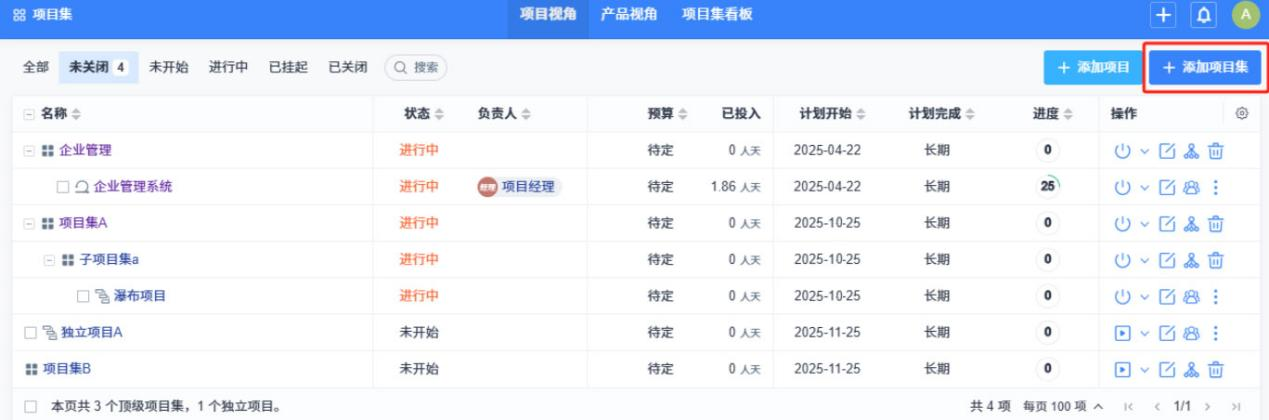 项目集 项目视角 产品视角 项目集看板 A
全部 未关闭 4 未开始 进行中 已挂起 已关闭 搜索 + 添加项目 + 添加项目集
名称 状态 负责人 预算 已投入 计划开始 计划完成 进度 操作
企业管理 进行中 待定 0 人天 2025-04-22 长期 0
企业管理系统 进行中 经理 项目经理 待定 1.86 人天 2025-04-22 长期 25
项目集A 进行中 待定 0 人天 2025-10-25 长期 0
子项目集a 进行中 待定 0 人天 2025-10-25 长期 0
瀑布项目 进行中 待定 0 人天 2025-10-25 长期 0
独立项目A 未开始 待定 0 人天 2025-11-25 长期 0
项目集B 未开始 待定 0 人天 2025-11-25 长期 0
本页共 3 个顶级项目集，1 个独立项目。 共 4 项 每页 100 项 1/1